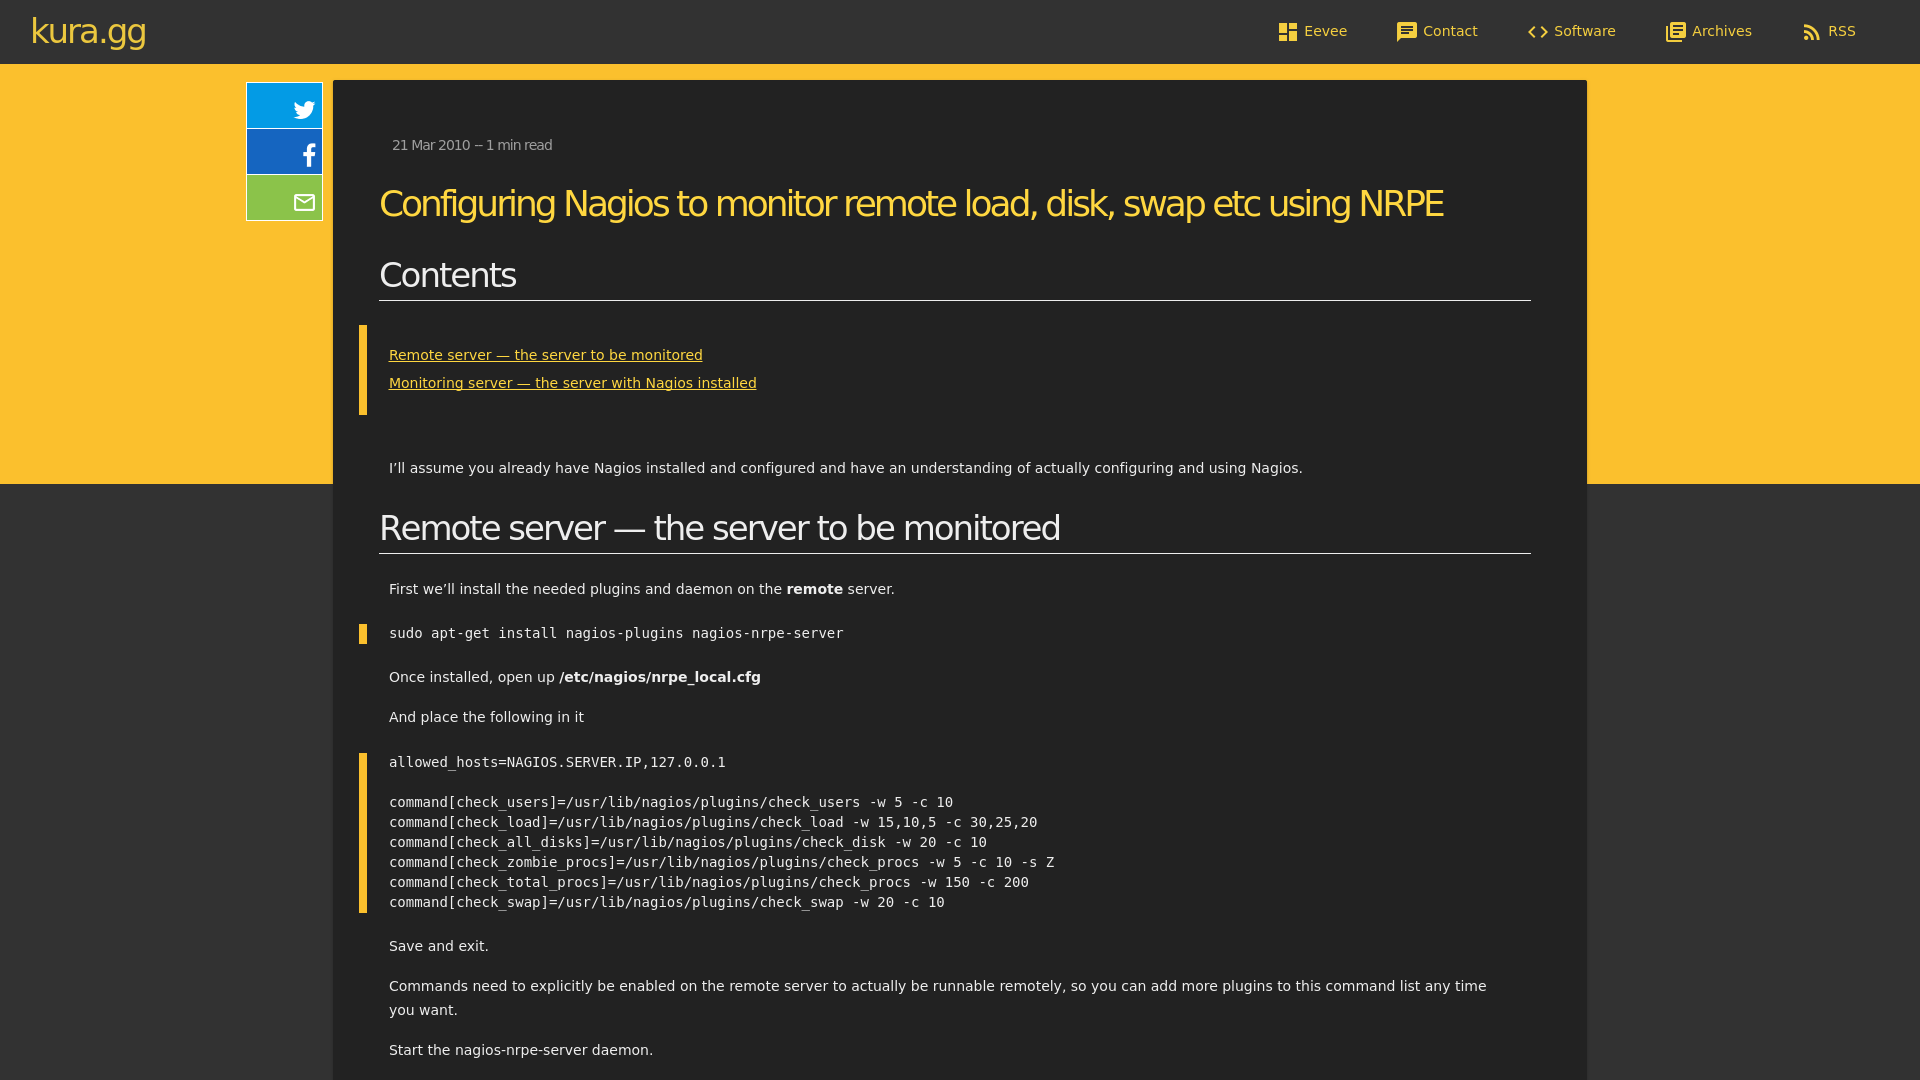 kura.gg
Eevee
Contact
Software
Archives
RSS
21 Mar 2010 – 1 min read
Configuring Nagios to monitor remote load, disk, swap etc using NRPE
Contents
Remote server — the server to be monitored
Monitoring server — the server with Nagios installed
I’ll assume you already have Nagios installed and configured and have an understanding of actually configuring and using Nagios.
Remote server — the server to be monitored
First we’ll install the needed plugins and daemon on the remote server.
sudo apt-get install nagios-plugins nagios-nrpe-server
Once installed, open up /etc/nagios/nrpe_local.cfg
And place the following in it
allowed_hosts=NAGIOS.SERVER.IP,127.0.0.1
command[check_users]=/usr/lib/nagios/plugins/check_users -w 5 -c 10
command[check_load]=/usr/lib/nagios/plugins/check_load -w 15,10,5 -c 30,25,20
command[check_all_disks]=/usr/lib/nagios/plugins/check_disk -w 20 -c 10
command[check_zombie_procs]=/usr/lib/nagios/plugins/check_procs -w 5 -c 10 -s Z
command[check_total_procs]=/usr/lib/nagios/plugins/check_procs -w 150 -c 200
command[check_swap]=/usr/lib/nagios/plugins/check_swap -w 20 -c 10
Save and exit.
Commands need to explicitly be enabled on the remote server to actually be runnable remotely, so you can add more plugins to this command list any time
you want.
Start the nagios-nrpe-server daemon.